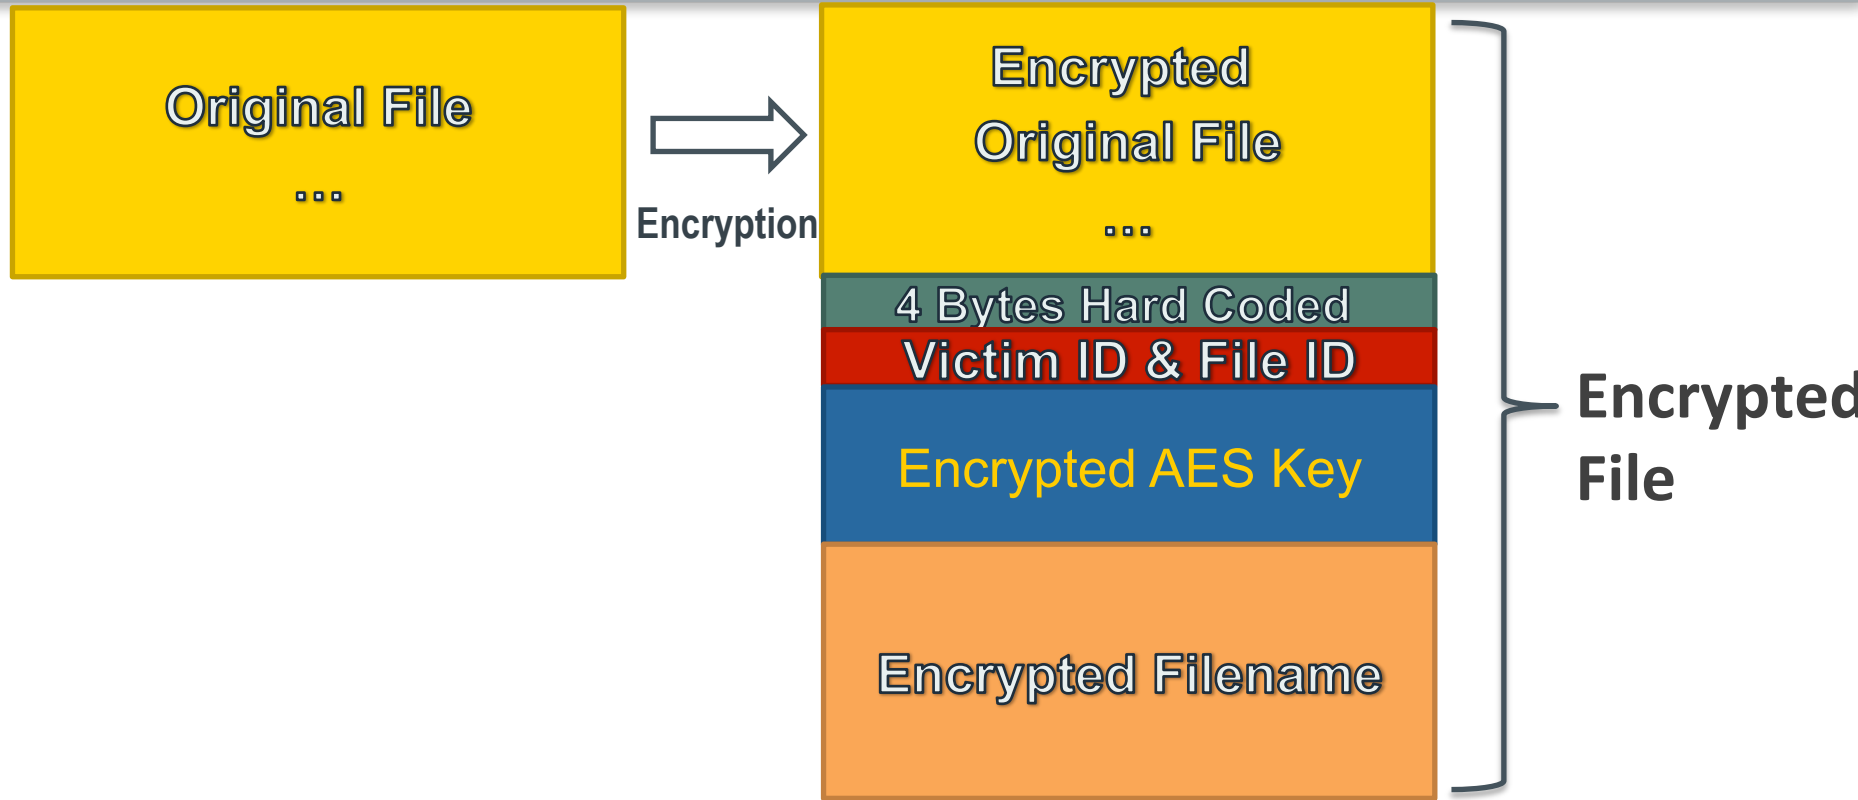 Original File
...
Encryption
Encrypted
Original File
...
4 Bytes Hard Coded
Victim ID & File ID
Encrypted AES Key
Encrypted Filename
Encrypted
File